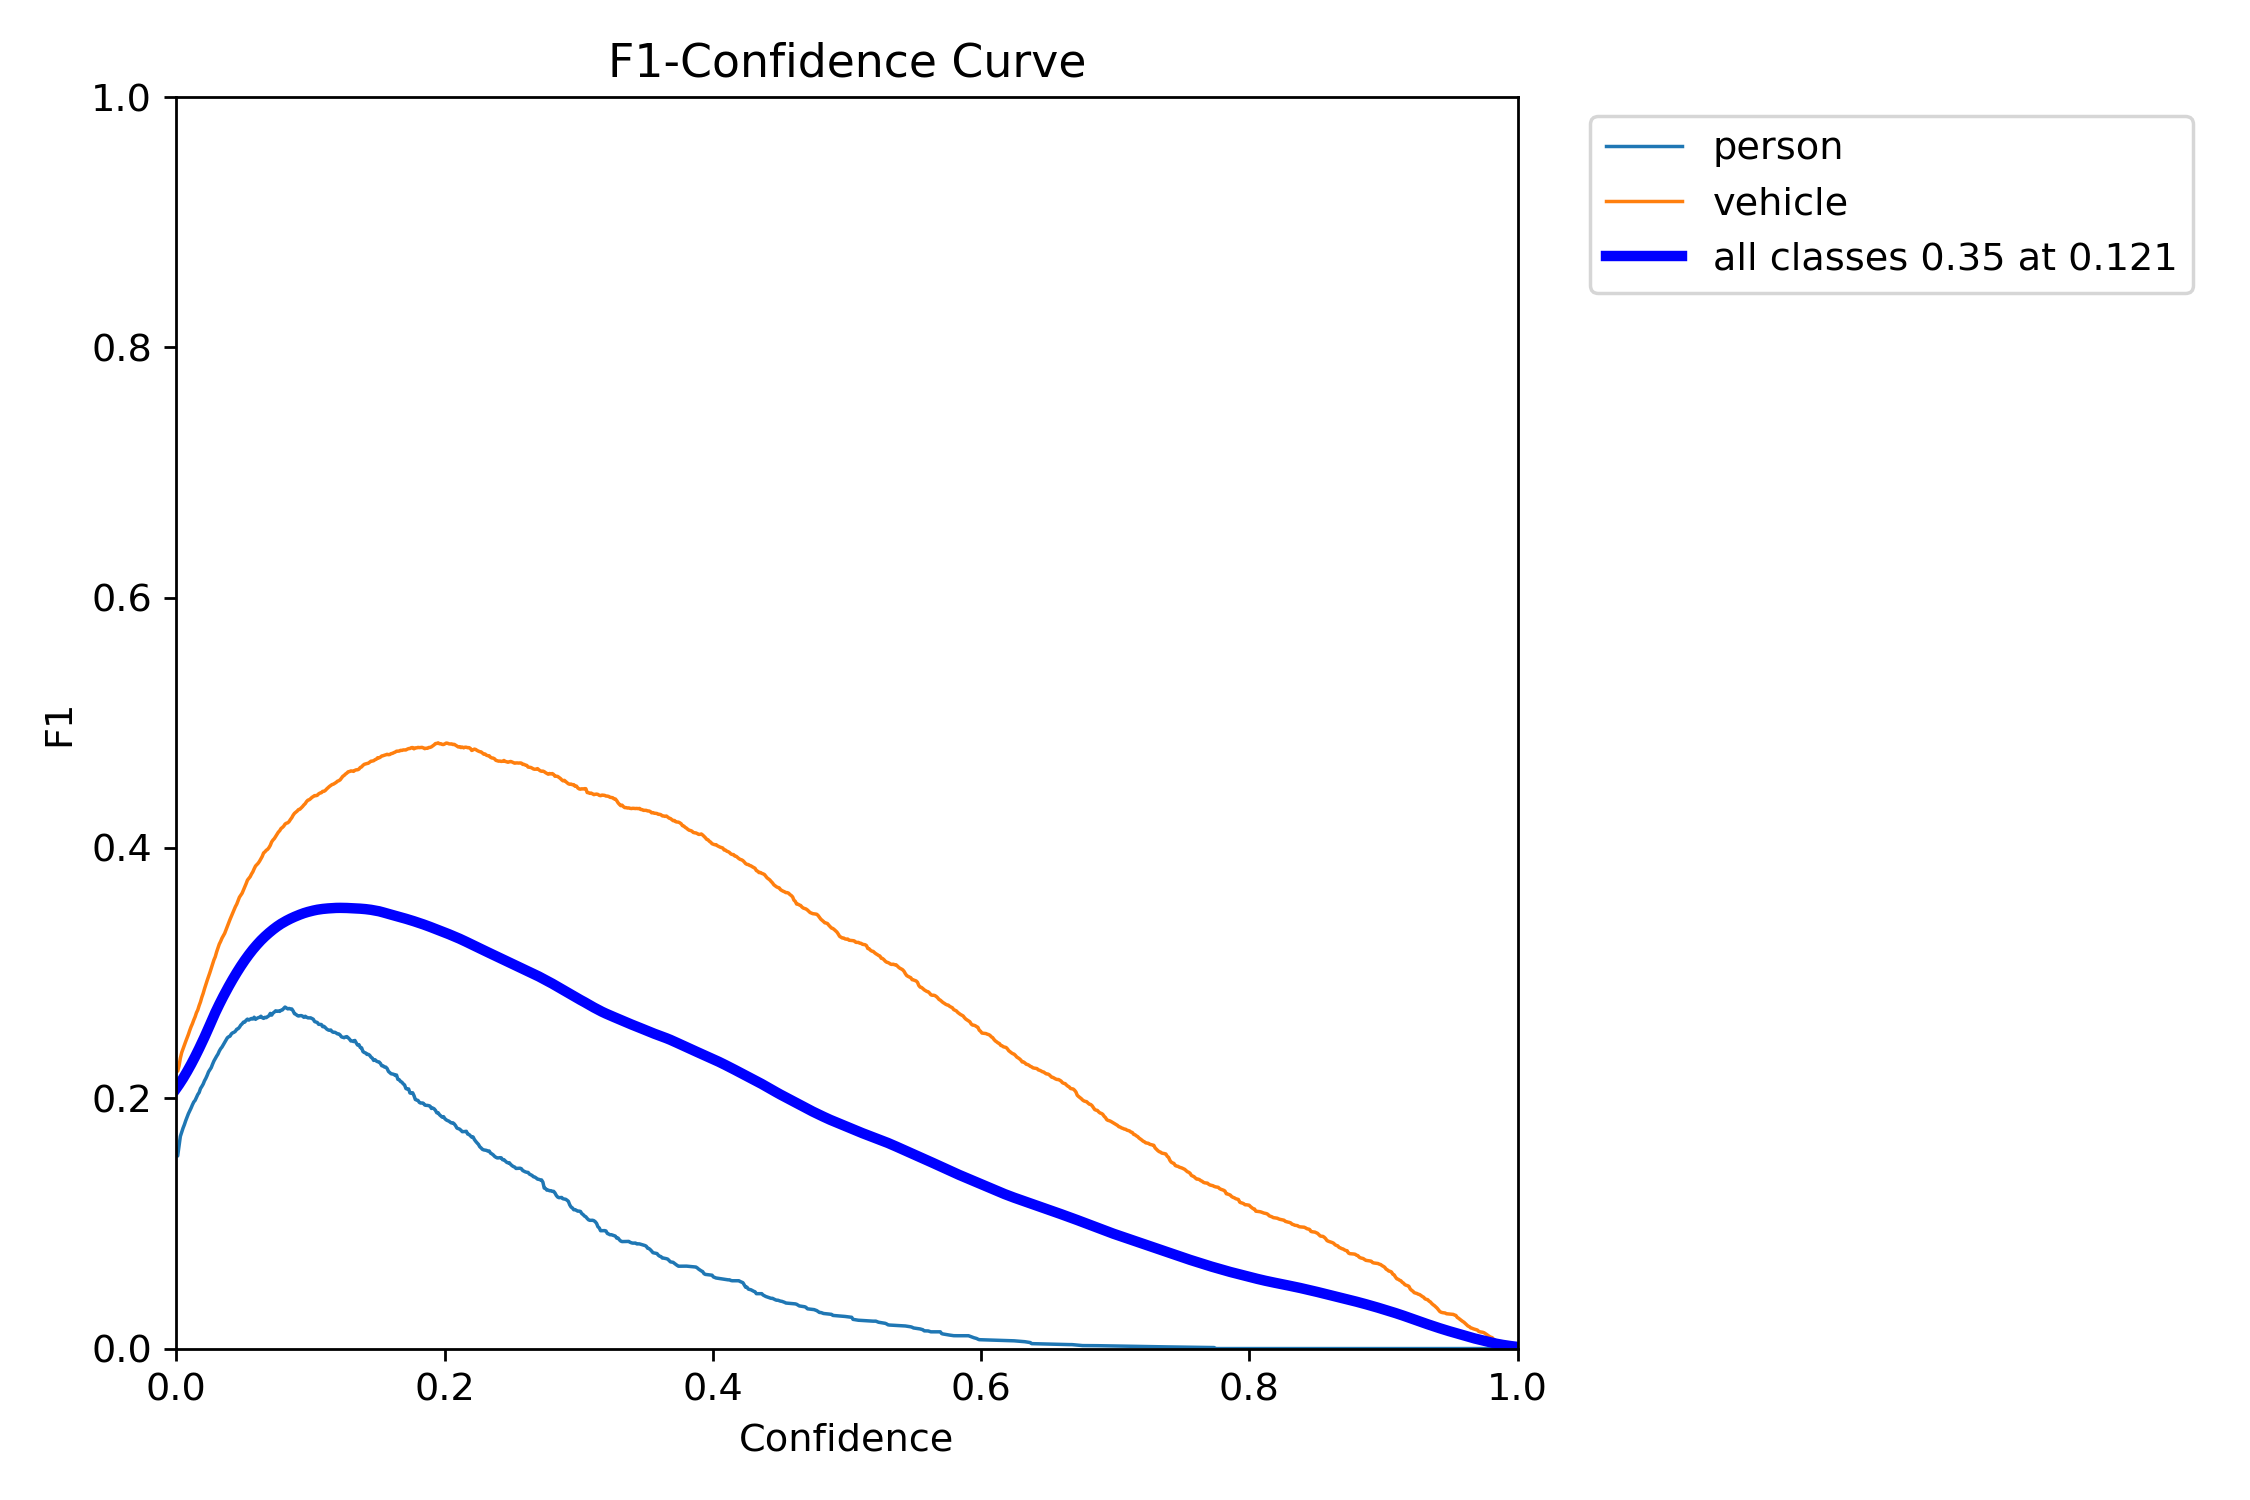 F1-Confidence Curve
1.0
0.8
0.6
0.4
0.2
0.0
F1
0.0 0.2 0.4 0.6 0.8 1.0
Confidence
person
vehicle
all classes 0.35 at 0.121